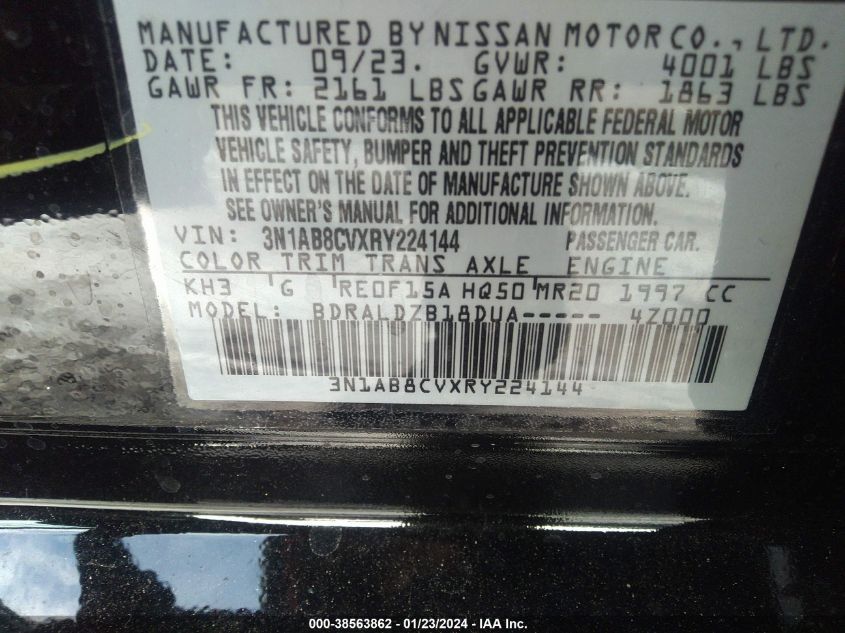 MANUFACTURED BY NISSAN MOTOR CO., LTD.
DATE: 09/23. GVWR: 4001 LBS
GAWR FR: 2161 LBS GAWR RR: 1863 LBS
THIS VEHICLE CONFORMS TO ALL APPLICABLE FEDERAL MOTOR
VEHICLE SAFETY, BUMPER AND THEFT PREVENTION STANDARDS
IN EFFECT ON THE DATE OF MANUFACTURE SHOWN ABOVE.
SEE OWNER'S MANUAL FOR ADDITIONAL INFORMATION.
VIN: 3N1AB8CVXRY224144 PASSENGER CAR.
COLOR TRIM TRANS AXLE ENGINE
KH3 G RE0F15A HQ50 MR20 1997 CC
MODEL: BDRALDZB18DUA----- 4Z000
3N1AB8CVXRY224144
000-38563862 - 01/23/2024 - IAA Inc.